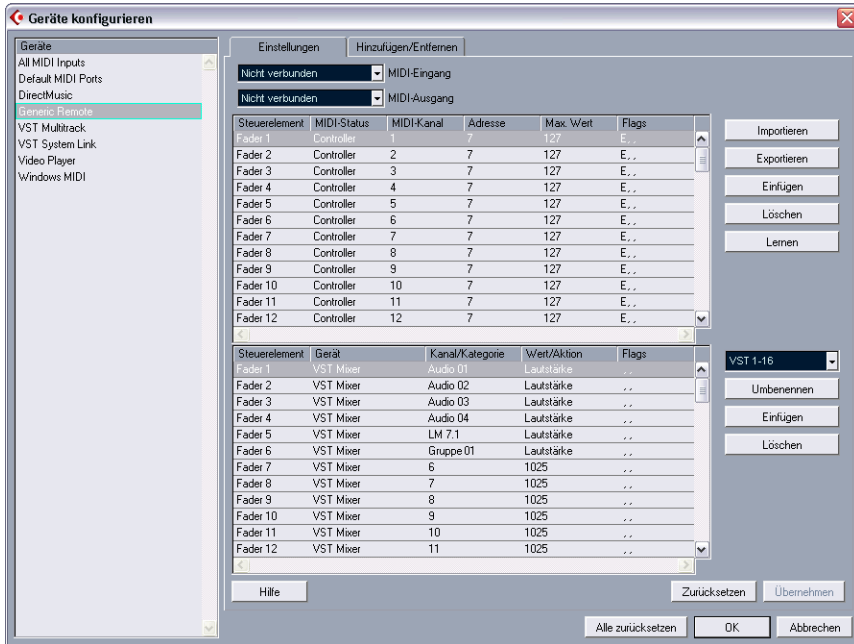 Geräte konfigurieren
Geräte
All MIDI Inputs
Default MIDI Ports
DirectMusic
Generic Remote
VST Multitrack
VST System Link
Video Player
Windows MIDI
Einstellungen Hinzufügen/Entfernen
Nicht verbunden MIDI-Eingang
Nicht verbunden MIDI-Ausgang
Steuerelement MIDI-Status MIDI-Kanal Adresse Max. Wert Flags
Fader 1 Controller 1 7 127 E, ,
Fader 2 Controller 2 7 127 E, ,
Fader 3 Controller 3 7 127 E, ,
Fader 4 Controller 4 7 127 E, ,
Fader 5 Controller 5 7 127 E, ,
Fader 6 Controller 6 7 127 E, ,
Fader 7 Controller 7 7 127 E, ,
Fader 8 Controller 8 7 127 E, ,
Fader 9 Controller 9 7 127 E, ,
Fader 10 Controller 10 7 127 E, ,
Fader 11 Controller 11 7 127 E, ,
Fader 12 Controller 12 7 127 E, ,
Importieren
Exportieren
Einfügen
Löschen
Lernen
Steuerelement Gerät Kanal/Kategorie Wert/Aktion Flags
Fader 1 VST Mixer Audio 01 Lautstärke , ,
Fader 2 VST Mixer Audio 02 Lautstärke , ,
Fader 3 VST Mixer Audio 03 Lautstärke , ,
Fader 4 VST Mixer Audio 04 Lautstärke , ,
Fader 5 VST Mixer LM 7.1 Lautstärke , ,
Fader 6 VST Mixer Gruppe 01 Lautstärke , ,
Fader 7 VST Mixer 6 1025 , ,
Fader 8 VST Mixer 7 1025 , ,
Fader 9 VST Mixer 8 1025 , ,
Fader 10 VST Mixer 9 1025 , ,
Fader 11 VST Mixer 10 1025 , ,
Fader 12 VST Mixer 11 1025 , ,
VST 1-16
Umbenennen
Einfügen
Löschen
Hilfe Zurücksetzen Übernehmen
Alle zurücksetzen OK Abbrechen